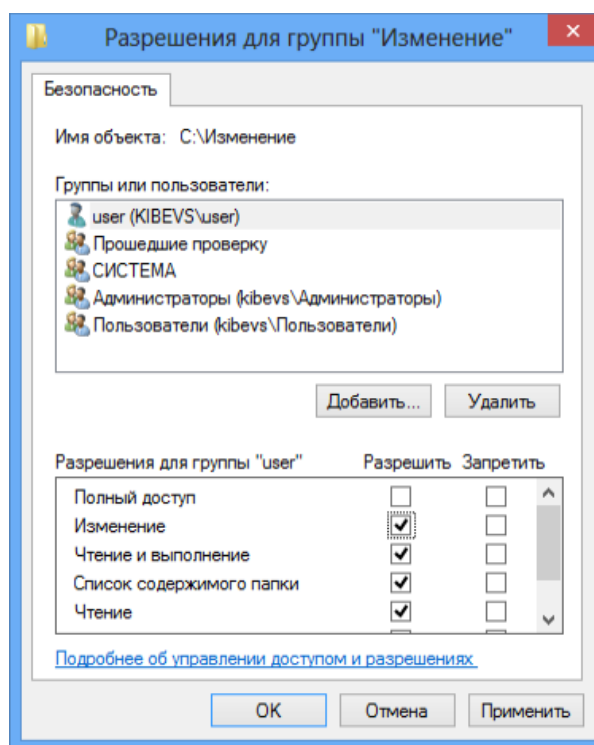 Разрешения для группы "Изменение"
Безопасность
Имя объекта: C:\Изменение
Группы или пользователи:
user (KIBEVS\user)
Прошедшие проверку
СИСТЕМА
Администраторы (kibevs\Администраторы)
Пользователи (kibevs\Пользователи)
Добавить... Удалить
Разрешения для группы "user" Разрешить Запретить
Полный доступ
Изменение
Чтение и выполнение
Список содержимого папки
Чтение
Подробнее об управлении доступом и разрешениях
OK Отмена Применить